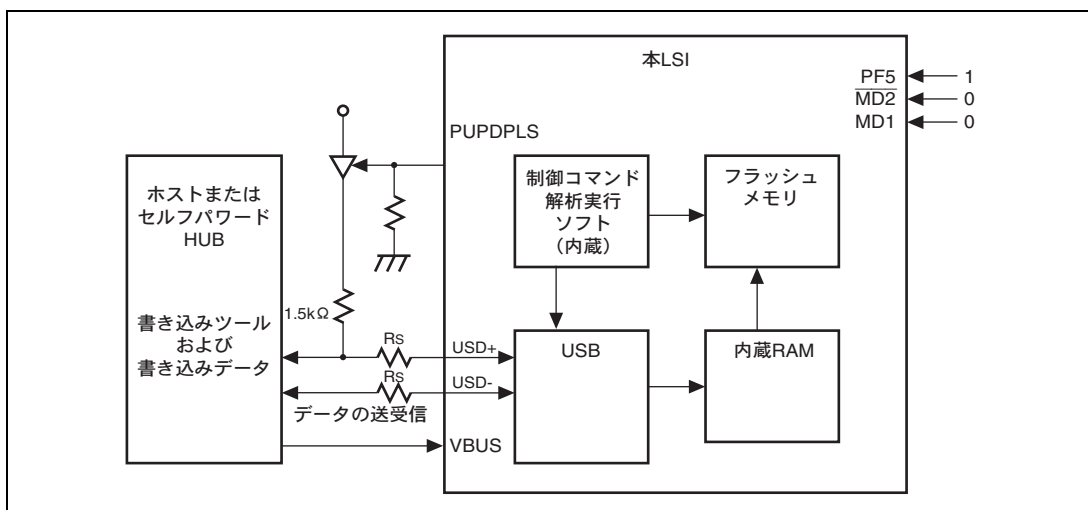 本LSI
PF5 1
MD2 0
MD1 0
PUPDPLS
ホストまたは
セルフパワード
HUB
書き込みツール
および
書き込みデータ
1.5kΩ
制御コマンド
解析実行
ソフト
（内蔵）
フラッシュ
メモリ
RS
USD+
RS
USD-
データの送受信
VBUS
USB
内蔵RAM